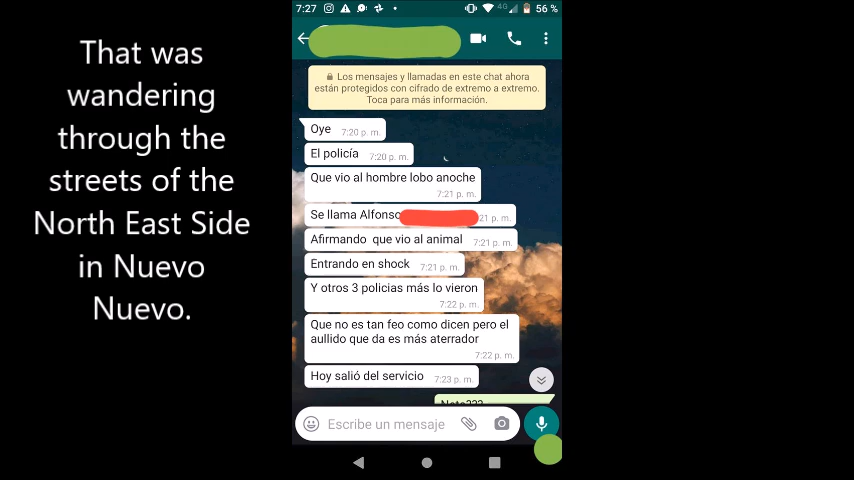 That was
wandering
through the
streets of the
North East Side
in Nuevo
Nuevo.
7:27
4G
56 %
Los mensajes y llamadas en este chat ahora
están protegidos con cifrado de extremo a extremo.
Toca para más información.
Oye 7:20 p. m.
El policía 7:20 p. m.
Que vio al hombre lobo anoche
7:21 p. m.
Se llama Alfonso 21 p. m.
Afirmando que vio al animal 7:21 p. m.
Entrando en shock 7:21 p. m.
Y otros 3 policias más lo vieron
7:22 p. m.
Que no es tan feo como dicen pero el
aullido que da es más aterrador
7:22 p. m.
Hoy salió del servicio 7:23 p. m.
Escribe un mensaje